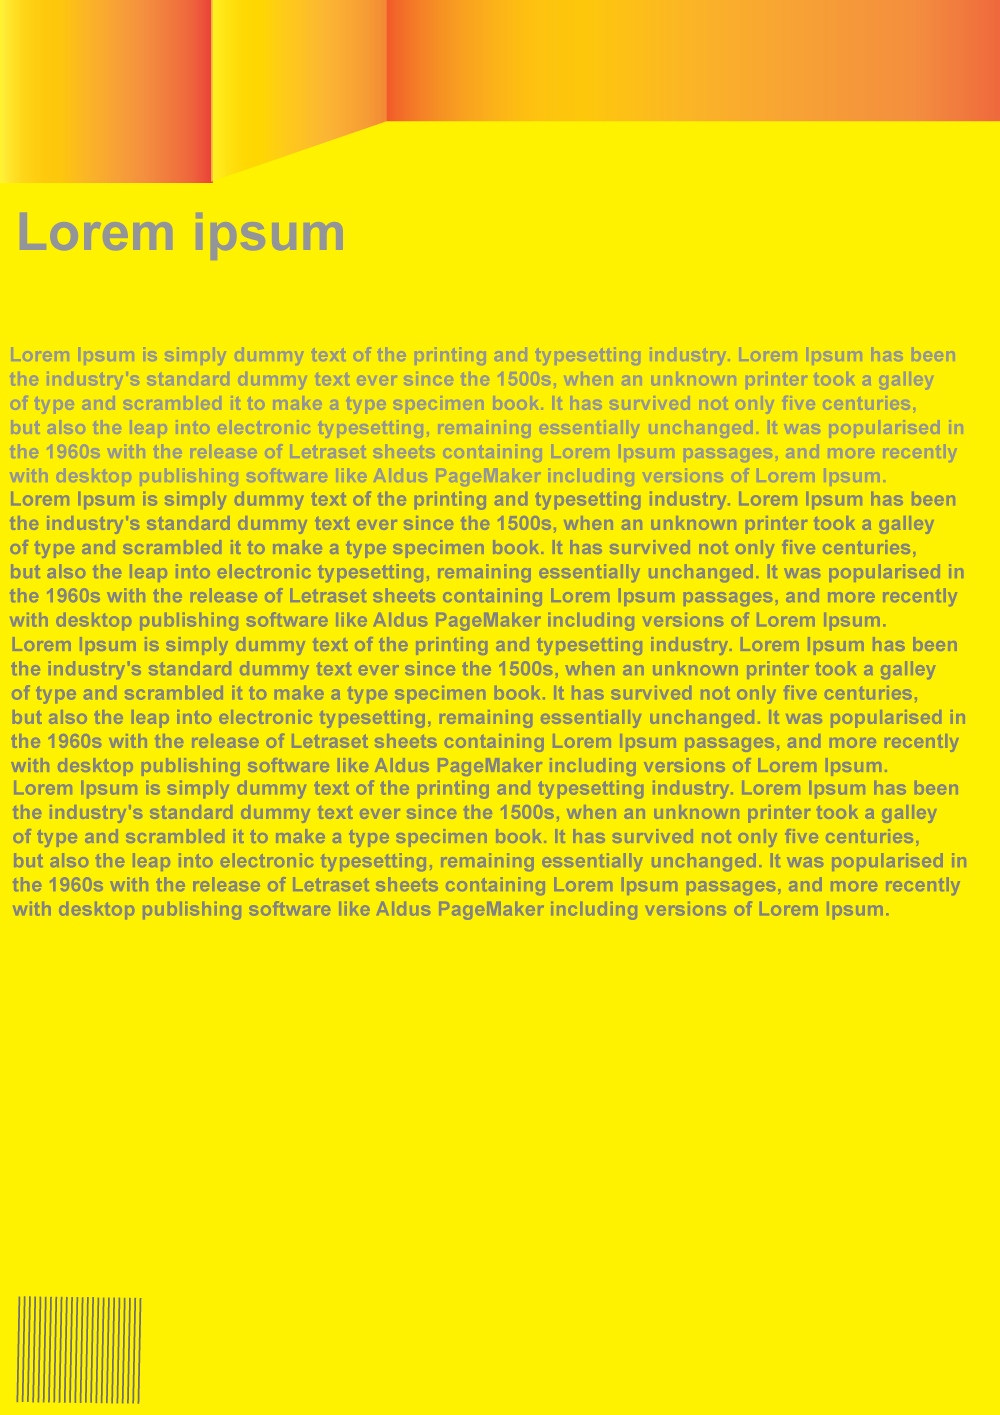 Lorem ipsum
Lorem Ipsum is simply dummy text of the printing and typesetting industry. Lorem Ipsum has been
the industry's standard dummy text ever since the 1500s, when an unknown printer took a galley
of type and scrambled it to make a type specimen book. It has survived not only five centuries,
but also the leap into electronic typesetting, remaining essentially unchanged. It was popularised in
the 1960s with the release of Letraset sheets containing Lorem Ipsum passages, and more recently
with desktop publishing software like Aldus PageMaker including versions of Lorem Ipsum.
Lorem Ipsum is simply dummy text of the printing and typesetting industry. Lorem Ipsum has been
the industry's standard dummy text ever since the 1500s, when an unknown printer took a galley
of type and scrambled it to make a type specimen book. It has survived not only five centuries,
but also the leap into electronic typesetting, remaining essentially unchanged. It was popularised in
the 1960s with the release of Letraset sheets containing Lorem Ipsum passages, and more recently
with desktop publishing software like Aldus PageMaker including versions of Lorem Ipsum.
Lorem Ipsum is simply dummy text of the printing and typesetting industry. Lorem Ipsum has been
the industry's standard dummy text ever since the 1500s, when an unknown printer took a galley
of type and scrambled it to make a type specimen book. It has survived not only five centuries,
but also the leap into electronic typesetting, remaining essentially unchanged. It was popularised in
the 1960s with the release of Letraset sheets containing Lorem Ipsum passages, and more recently
with desktop publishing software like Aldus PageMaker including versions of Lorem Ipsum.
Lorem Ipsum is simply dummy text of the printing and typesetting industry. Lorem Ipsum has been
the industry's standard dummy text ever since the 1500s, when an unknown printer took a galley
of type and scrambled it to make a type specimen book. It has survived not only five centuries,
but also the leap into electronic typesetting, remaining essentially unchanged. It was popularised in
the 1960s with the release of Letraset sheets containing Lorem Ipsum passages, and more recently
with desktop publishing software like Aldus PageMaker including versions of Lorem Ipsum.